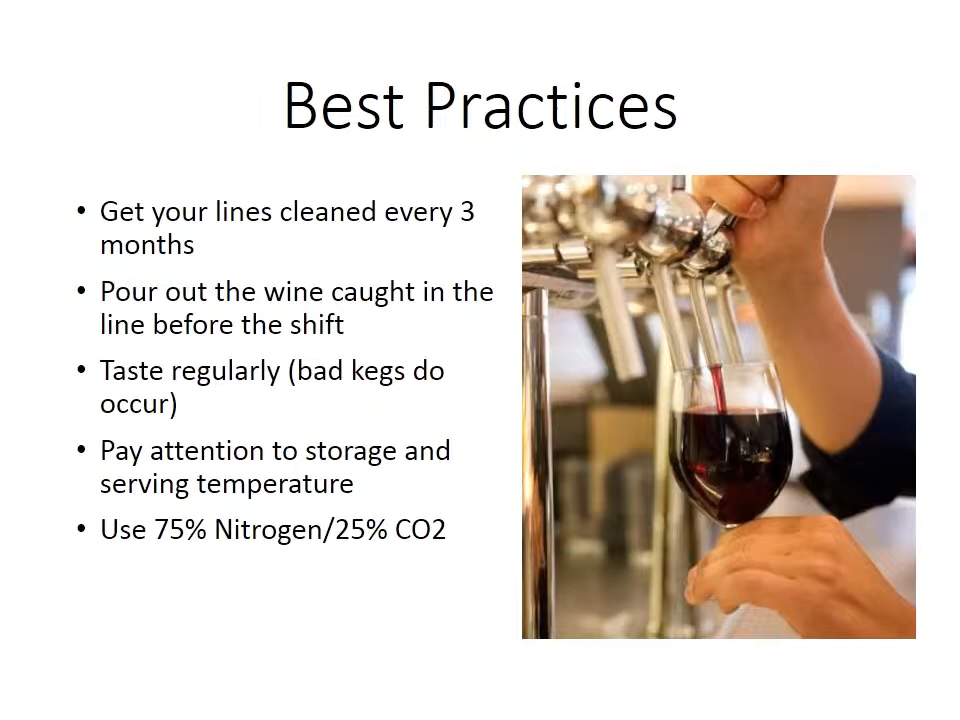 Best Practices
• Get your lines cleaned every 3
months
• Pour out the wine caught in the
line before the shift
• Taste regularly (bad kegs do
occur)
• Pay attention to storage and
serving temperature
• Use 75% Nitrogen/25% CO2